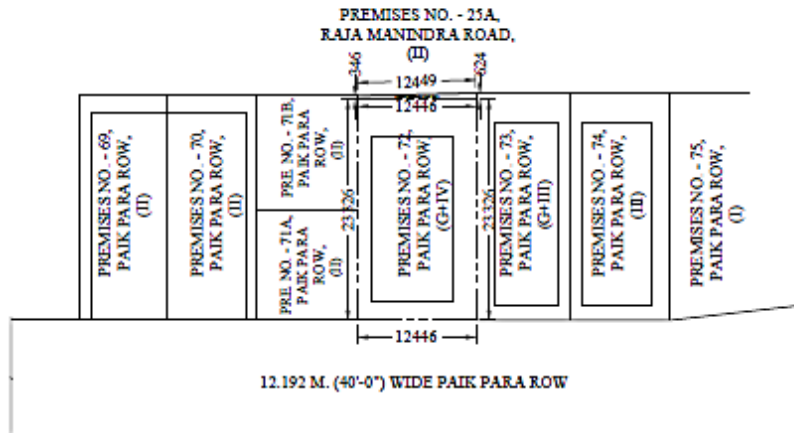 PREMISES NO. - 25A,
RAJA MANINDRA ROAD,
(II)
346
12449
624
12446
PREMISES NO. - 69,
PAIK PARA ROW,
(II)
PREMISES NO. - 70,
PAIK PARA ROW,
(II)
PRE NO. - 71B,
PAIK PARA
ROW,
(II)
PRE NO. - 71A,
PAIK PARA
ROW,
(II)
23326
PREMISES NO. - 72,
PAIK PARA ROW,
(G+IV)
23326
PREMISES NO. - 73,
PAIK PARA ROW,
(G+III)
PREMISES NO. - 74,
PAIK PARA ROW,
(III)
PREMISES NO. - 75,
PAIK PARA ROW,
(I)
12446
12.192 M. (40'-0") WIDE PAIK PARA ROW